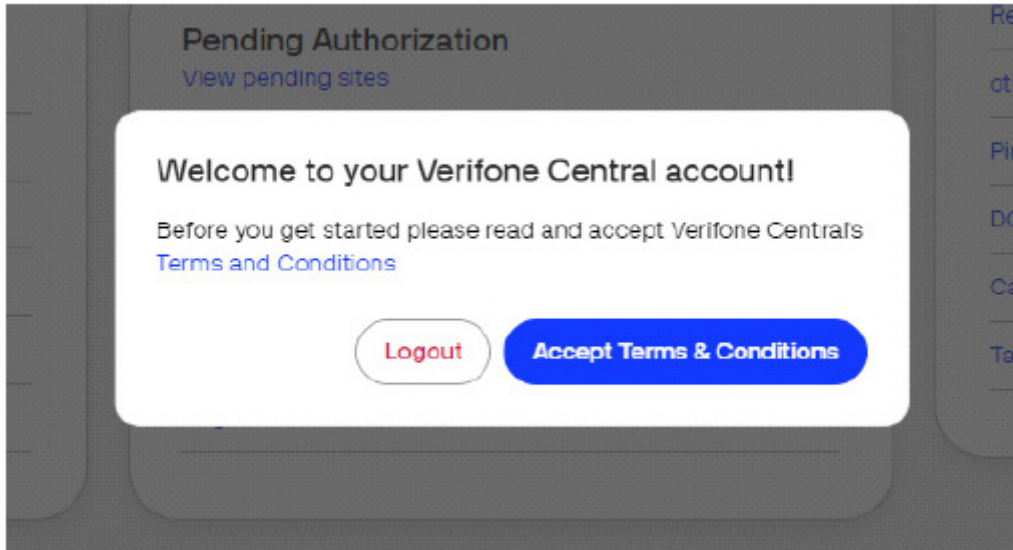 Pending Authorization
View pending sites
Welcome to your Verifone Central account!
Before you get started please read and accept Verifone Central's
Terms and Conditions
Logout
Accept Terms & Conditions